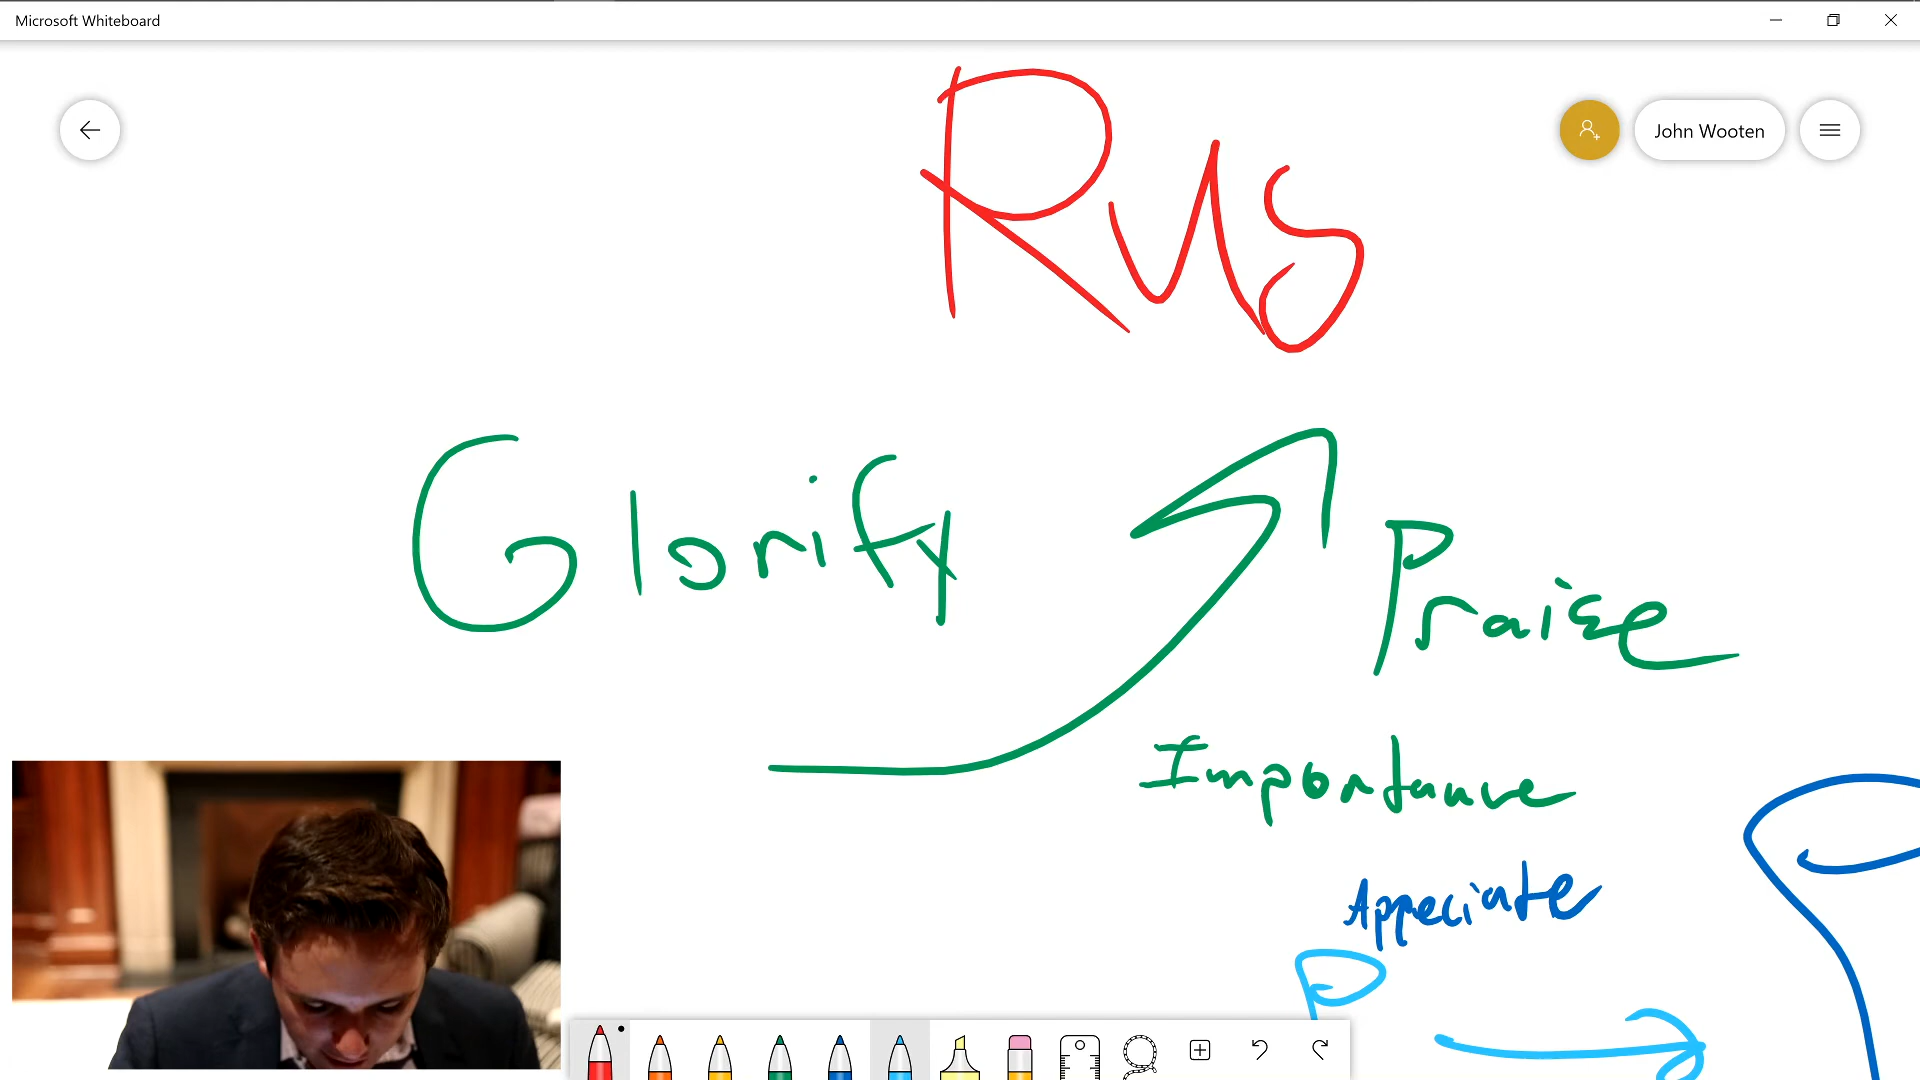 Microsoft Whiteboard
John Wooten
Rus
Glorify
Praise
Importance
Appreciate
P